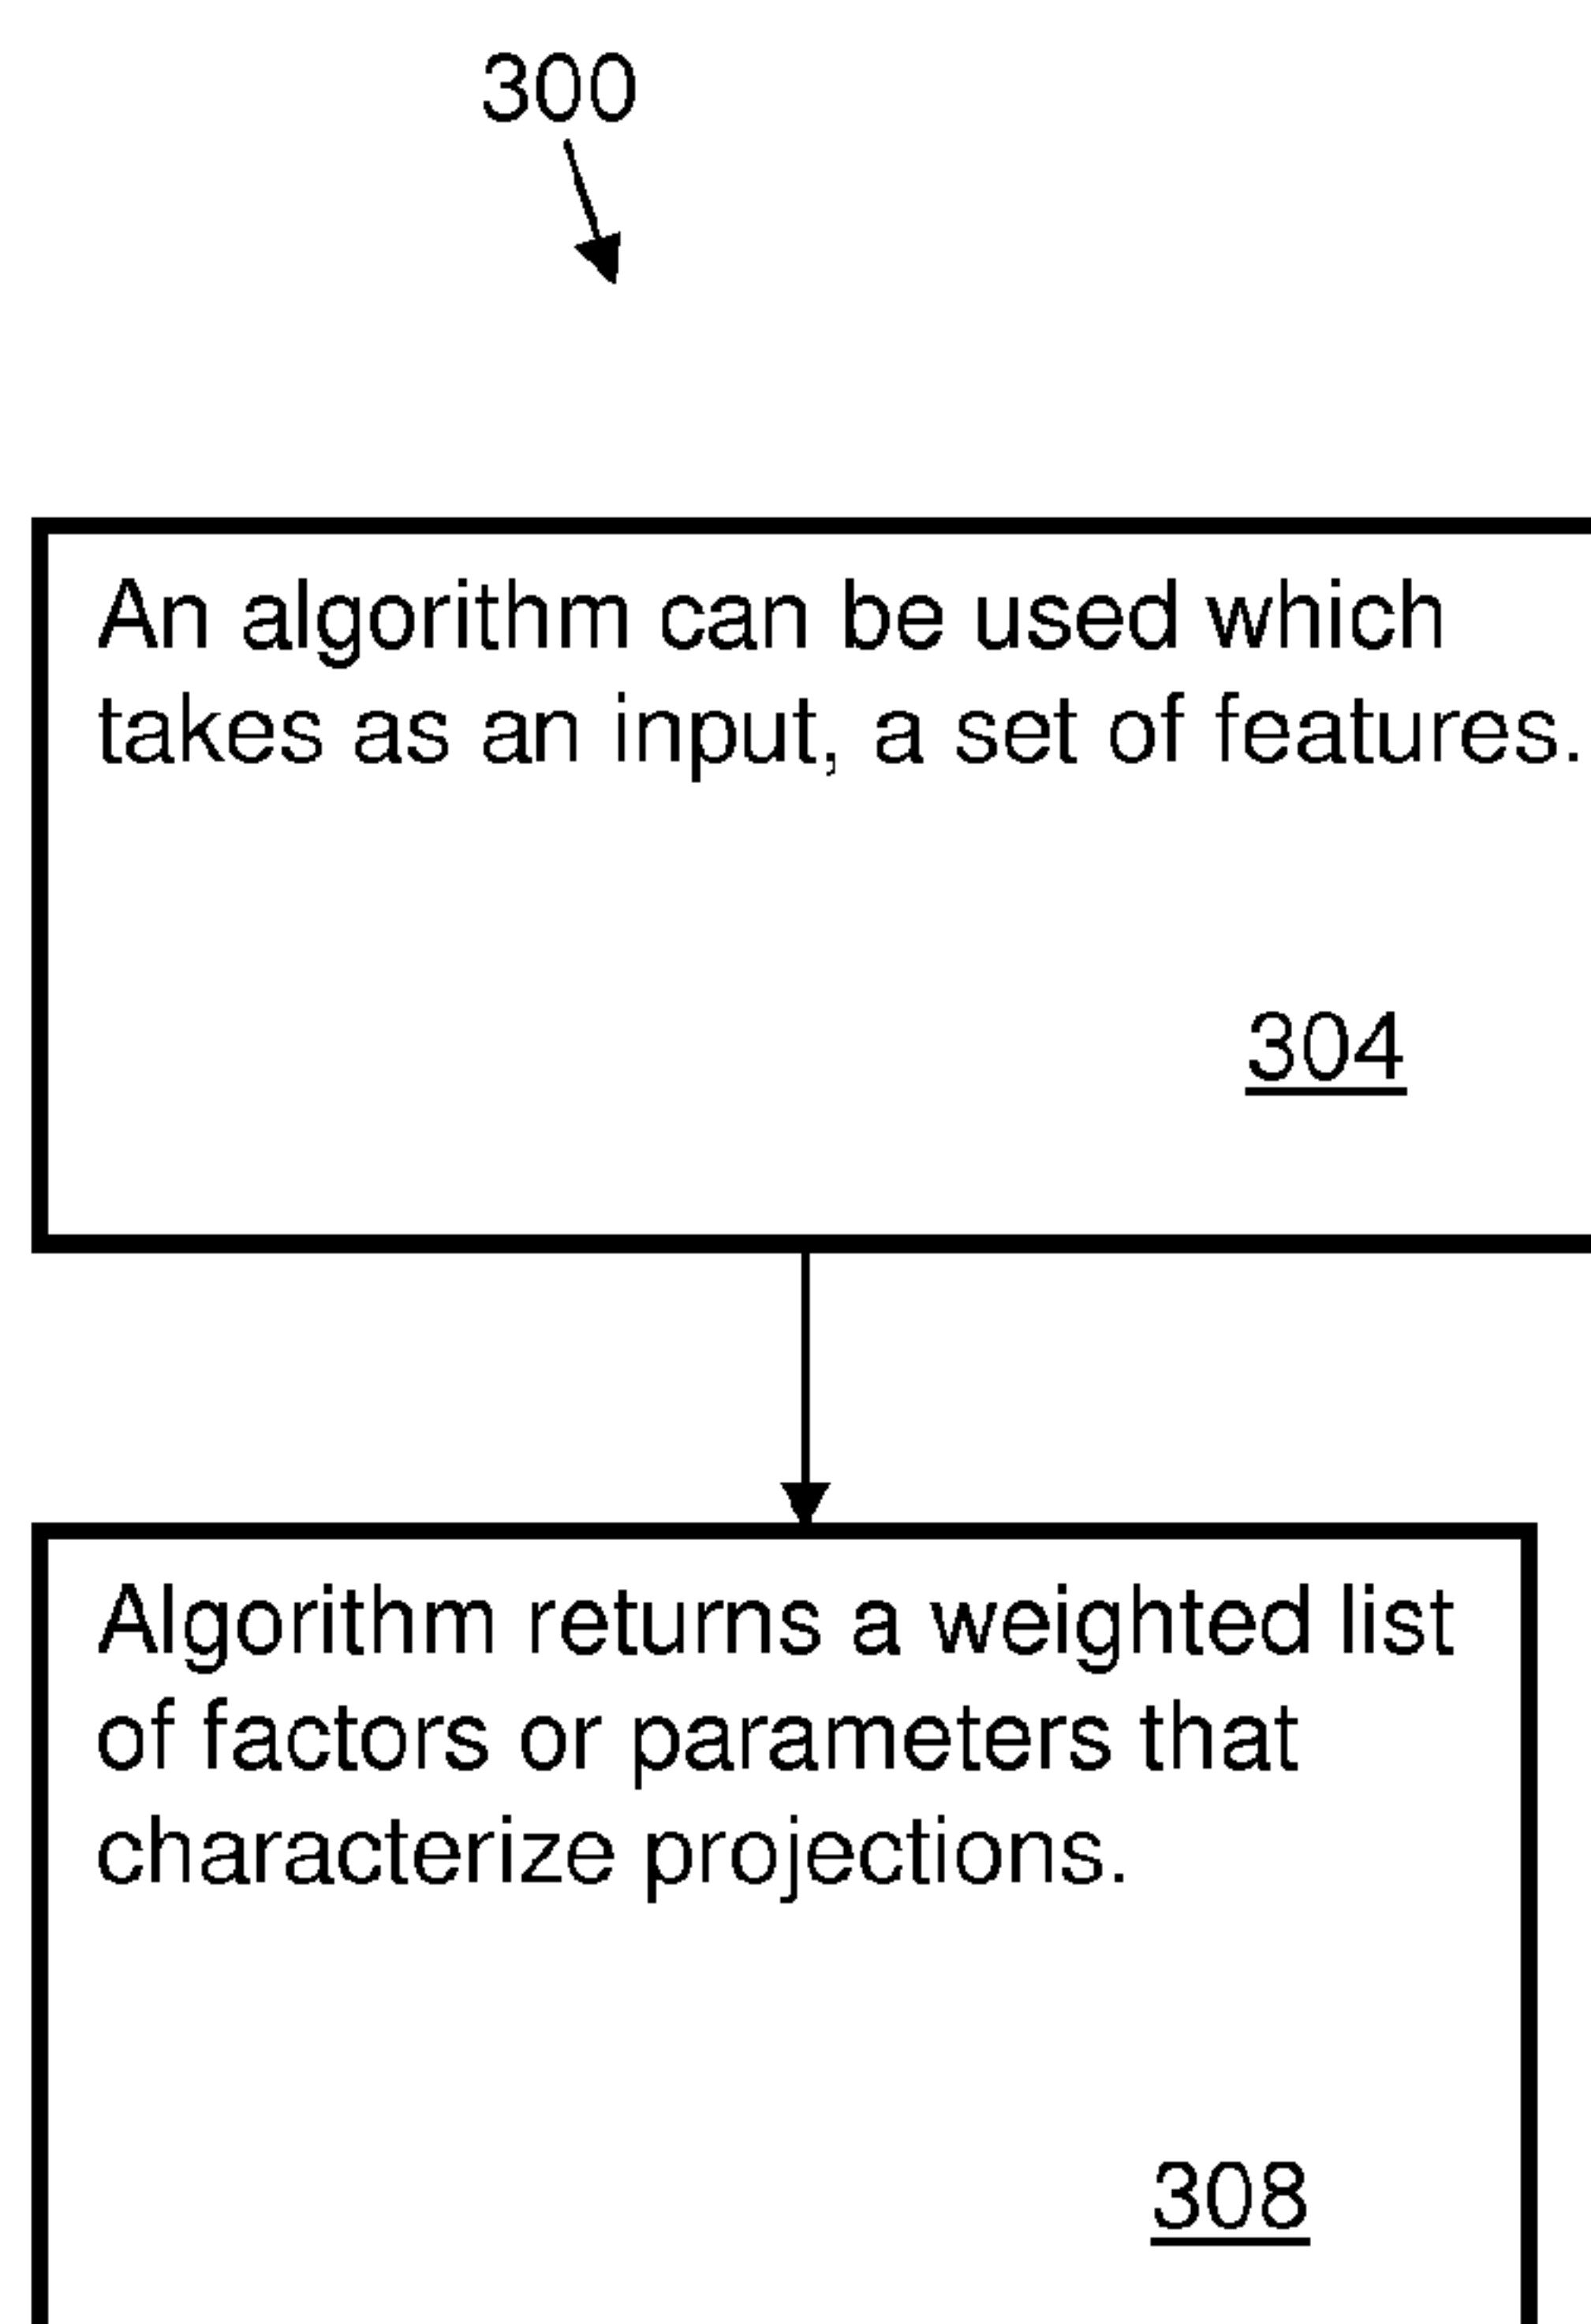 300
An algorithm can be used which
takes as an input, a set of features.
304
Algorithm returns a weighted list
of factors or parameters that
characterize projections.
308